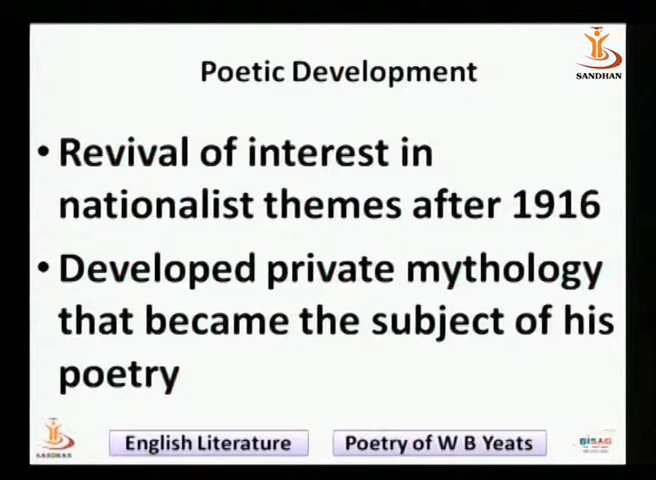 Poetic Development
SANDHAN
• Revival of interest in
nationalist themes after 1916
• Developed private mythology
that became the subject of his
poetry
SANDHAN
English Literature
Poetry of W B Yeats
BISAG